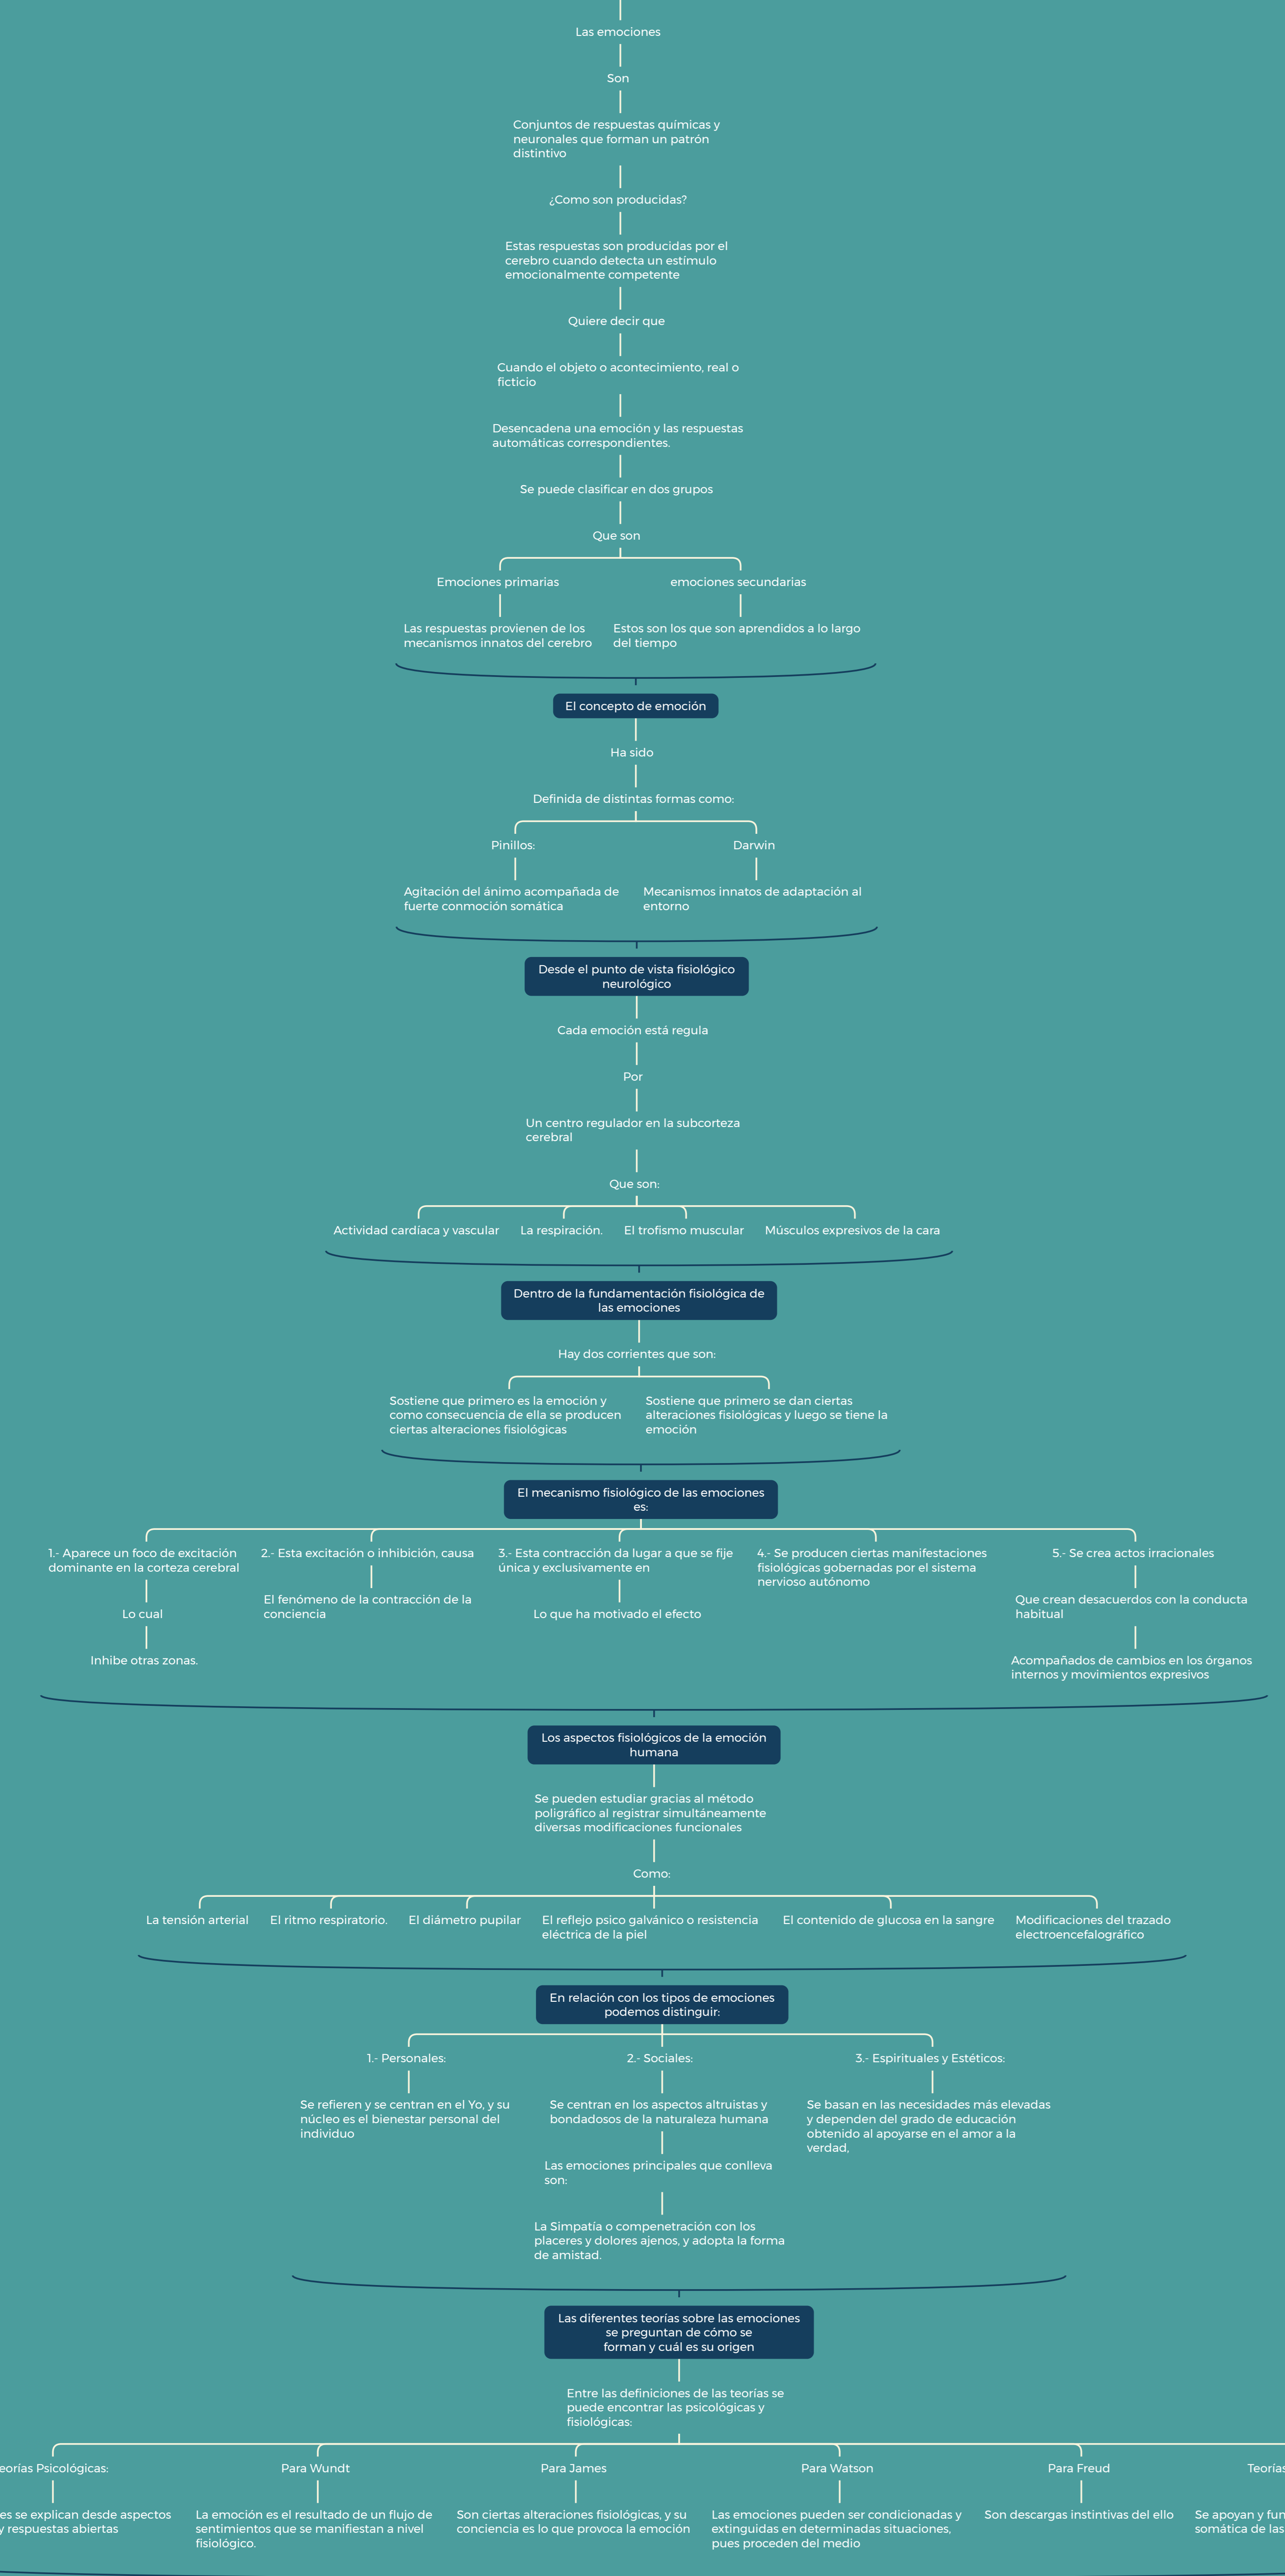 Las emociones
Son
Conjuntos de respuestas químicas y
neuronales que forman un patrón
distintivo
¿Como son producidas?
Estas respuestas son producidas por el
cerebro cuando detecta un estímulo
emocionalmente competente
Quiere decir que
Cuando el objeto o acontecimiento, real o
ficticio
Desencadena una emoción y las respuestas
automáticas correspondientes.
Se puede clasificar en dos grupos
Que son
Emociones primarias
Las respuestas provienen de los
mecanismos innatos del cerebro
emociones secundarias
Estos son los que son aprendidos a lo largo
del tiempo
El concepto de emoción
Ha sido
Definida de distintas formas como:
Pinillos:
Agitación del ánimo acompañada de
fuerte conmoción somática
Darwin
Mecanismos innatos de adaptación al
entorno
Desde el punto de vista fisiológico
neurológico
Cada emoción está regula
Por
Un centro regulador en la subcorteza
cerebral
Que son:
Actividad cardíaca y vascular
La respiración.
El trofismo muscular
Músculos expresivos de la cara
Dentro de la fundamentación fisiológica de
las emociones
Hay dos corrientes que son:
Sostiene que primero es la emoción y
como consecuencia de ella se producen
ciertas alteraciones fisiológicas
Sostiene que primero se dan ciertas
alteraciones fisiológicas y luego se tiene la
emoción
El mecanismo fisiológico de las emociones
es:
1.- Aparece un foco de excitación
dominante en la corteza cerebral
Lo cual
Inhibe otras zonas.
2.- Esta excitación o inhibición, causa
El fenómeno de la contracción de la
conciencia
3.- Esta contracción da lugar a que se fije
única y exclusivamente en
Lo que ha motivado el efecto
4.- Se producen ciertas manifestaciones
fisiológicas gobernadas por el sistema
nervioso autónomo
5.- Se crea actos irracionales
Que crean desacuerdos con la conducta
habitual
Acompañados de cambios en los órganos
internos y movimientos expresivos
Los aspectos fisiológicos de la emoción
humana
Se pueden estudiar gracias al método
poligráfico al registrar simultáneamente
diversas modificaciones funcionales
Como:
La tensión arterial
El ritmo respiratorio.
El diámetro pupilar
El reflejo psico galvánico o resistencia
eléctrica de la piel
El contenido de glucosa en la sangre
Modificaciones del trazado
electroencefalográfico
En relación con los tipos de emociones
podemos distinguir:
1.- Personales:
Se refieren y se centran en el Yo, y su
núcleo es el bienestar personal del
individuo
2.- Sociales:
Se centran en los aspectos altruistas y
bondadosos de la naturaleza humana
Las emociones principales que conlleva
son:
La Simpatía o compenetración con los
placeres y dolores ajenos, y adopta la forma
de amistad.
3.- Espirituales y Estéticos:
Se basan en las necesidades más elevadas
y dependen del grado de educación
obtenido al apoyarse en el amor a la
verdad,
Las diferentes teorías sobre las emociones
se preguntan de cómo se
forman y cuál es su origen
Entre las definiciones de las teorías se
puede encontrar las psicológicas y
fisiológicas:
eorías Psicológicas:
es se explican desde aspectos
y respuestas abiertas
Para Wundt
La emoción es el resultado de un flujo de
sentimientos que se manifiestan a nivel
fisiológico.
Para James
Son ciertas alteraciones fisiológicas, y su
conciencia es lo que provoca la emoción
Para Watson
Las emociones pueden ser condicionadas y
extinguidas en determinadas situaciones,
pues proceden del medio
Para Freud
Son descargas instintivas del ello
Teorías
Se apoyan y fun
somática de las